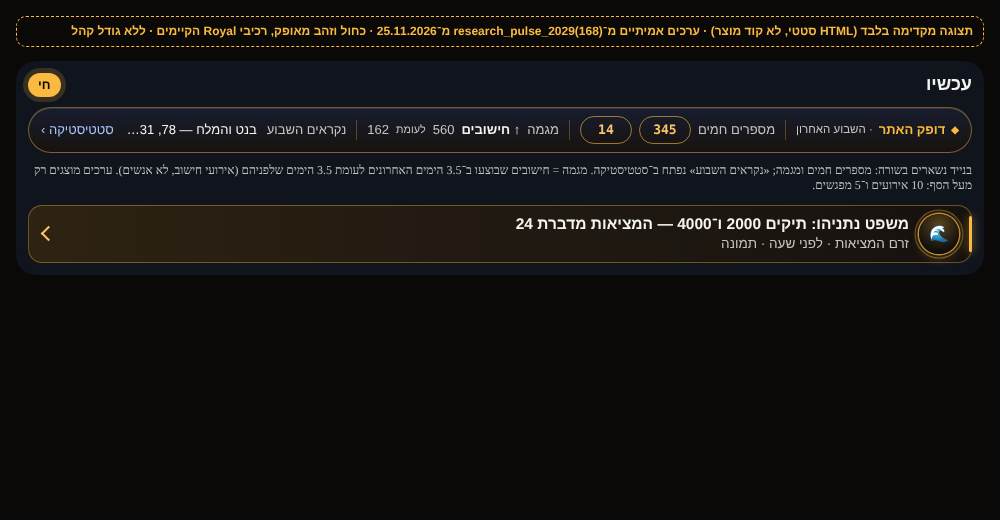 תצוגה מקדימה בלבד (HTML סטטי, לא קוד מוצר) · ערכים אמיתיים מ־research_pulse_2029(168) מ־25.11.2026 · כחול וזהב מאופק, רכיבי Royal הקיימים · ללא גודל קהל
עכשיו
חי
◆ דופק האתר · השבוע האחרון מספרים חמים 345 14 מגמה ↑ חישובים 560 לעומת 162 נקראים השבוע בנט והמלח — 78, 31… סטטיסטיקה ›
בנייד נשארים בשורה: מספרים חמים ומגמה; «נקראים השבוע» נפתח ב־סטטיסטיקה. מגמה = חישובים שבוצעו ב־3.5 הימים האחרונים לעומת 3.5 הימים שלפניהם (אירועי חישוב, לא אנשים). ערכים מוצגים רק
מעל הסף: 10 אירועים ו־5 מפגשים.
משפט נתניהו: תיקים 2000 ו־4000 — המציאות מדברת 24
זרם המציאות · לפני שעה · תמונה